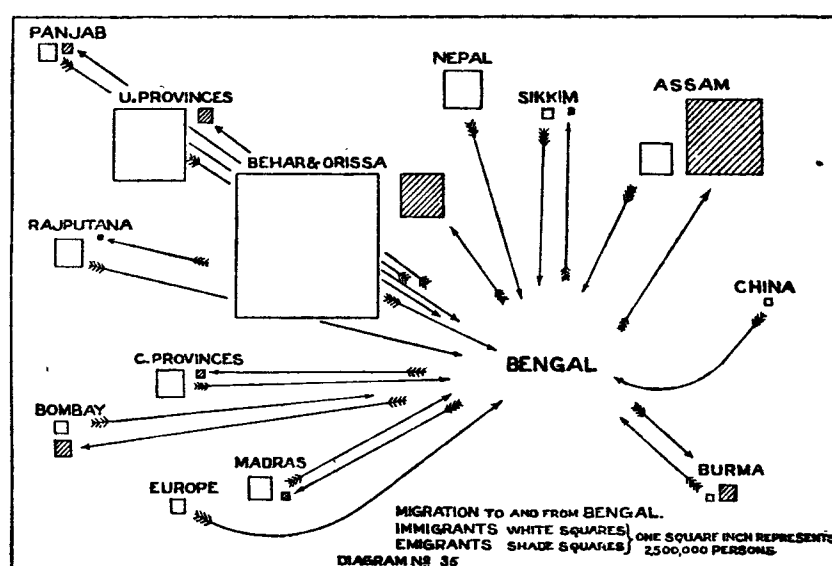 PANJAB
NEPAL
ASSAM
U. PROVINCES
SIKKIM
BEHAR & ORISSA
RAJPUTANA
CHINA
C. PROVINCES
BENGAL
BOMBAY
MADRAS
BURMA
EUROPE
MIGRATION TO AND FROM BENGAL.
IMMIGRANTS WHITE SQUARES
EMIGRANTS SHADE SQUARES
ONE SQUARE INCH REPRESENTS
2,500,000 PERSONS
DIAGRAM Nº 36